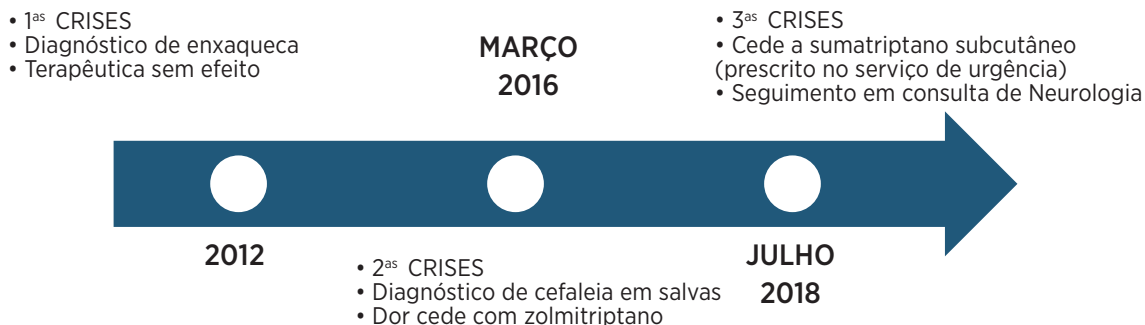 • 1as CRISES
• Diagnóstico de enxaqueca
• Terapêutica sem efeito
MARÇO
2016
• 3as CRISES
• Cede a sumatriptano subcutâneo
(prescrito no serviço de urgência)
• Seguimento em consulta de Neurologia
2012
• 2as CRISES
• Diagnóstico de cefaleia em salvas
• Dor cede com zolmitriptano
JULHO
2018